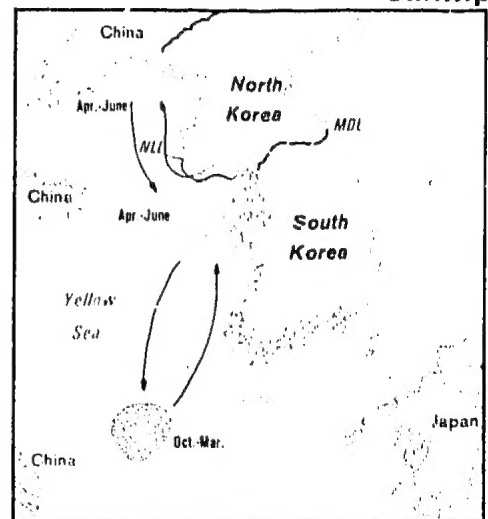 China
North
Korea
Apr.-June
MDL
NLL
China
Apr.-June
South
Korea
Yellow
Sea
Japan
Oct.-Mar.
China